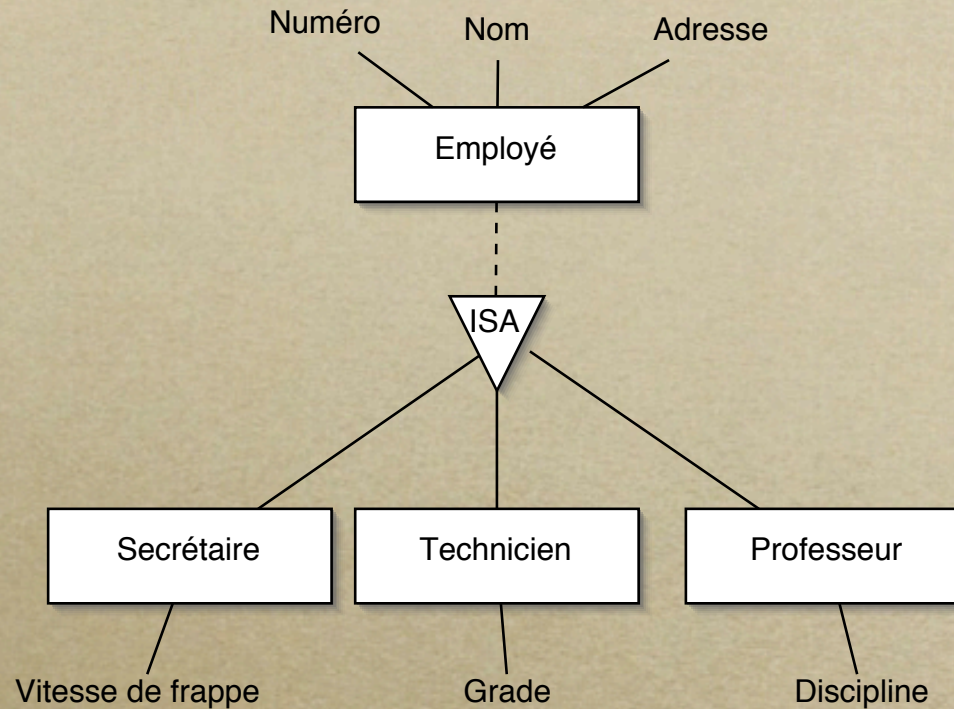 Numéro Nom Adresse
Employé
ISA
Secrétaire Technicien Professeur
Vitesse de frappe Grade Discipline